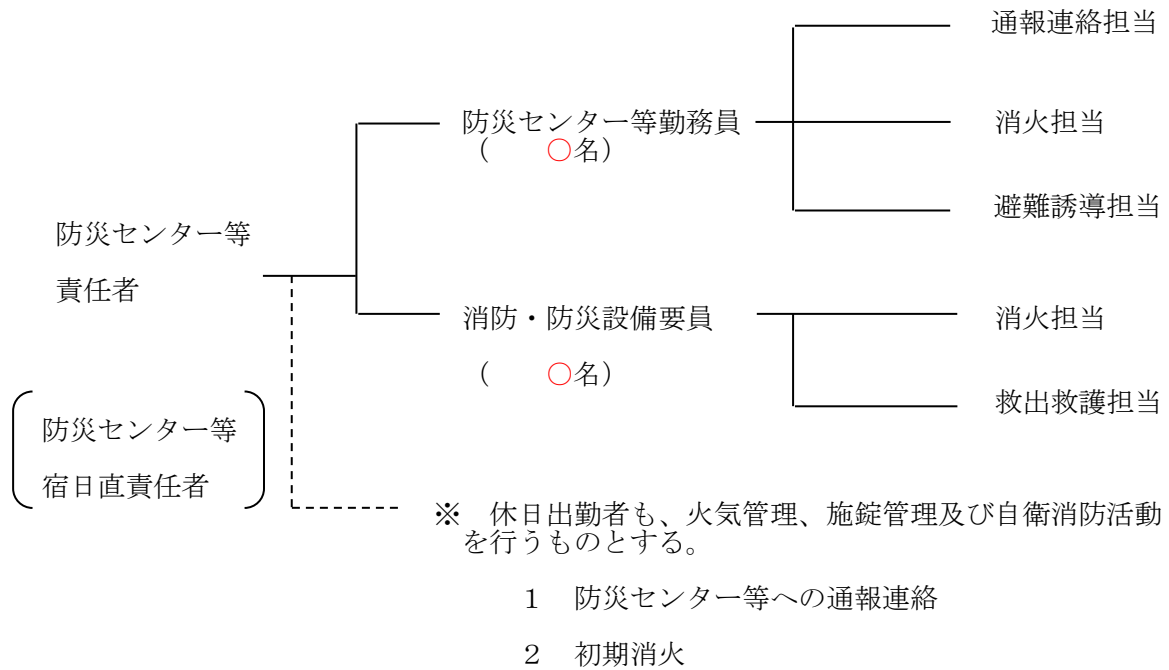 通報連絡担当
防災センター等勤務員
(　　○名)
消火担当
避難誘導担当
防災センター等
責任者
消防・防災設備要員
(　　○名)
消火担当
救出救護担当
防災センター等
宿日直責任者
※　休日出勤者も、火気管理、施錠管理及び自衛消防活動
を行うものとする。
１　防災センター等への通報連絡
２　初期消火